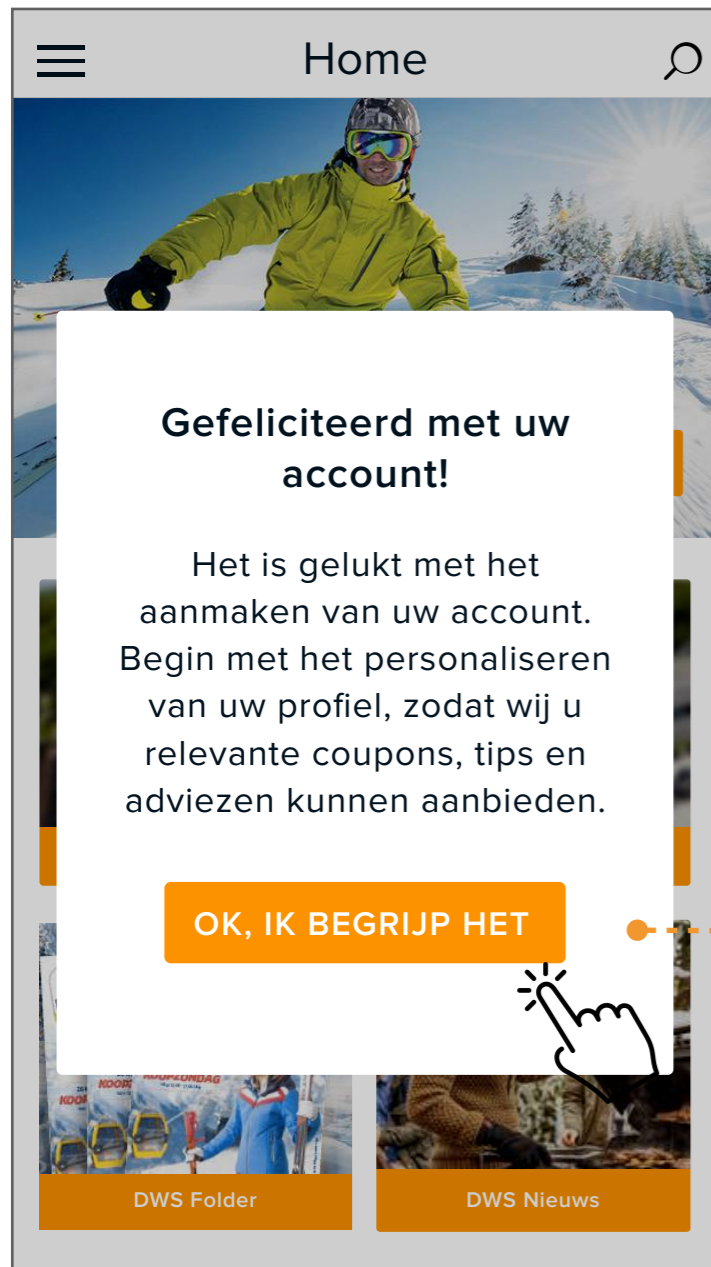 Home
Gefeliciteerd met uw
account!
Het is gelukt met het
aanmaken van uw account.
Begin met het personaliseren
van uw profiel, zodat wij u
relevante coupons, tips en
adviezen kunnen aanbieden.
OK, IK BEGRIJP HET
KOOPZONDAG
DWS Folder
DWS Nieuws